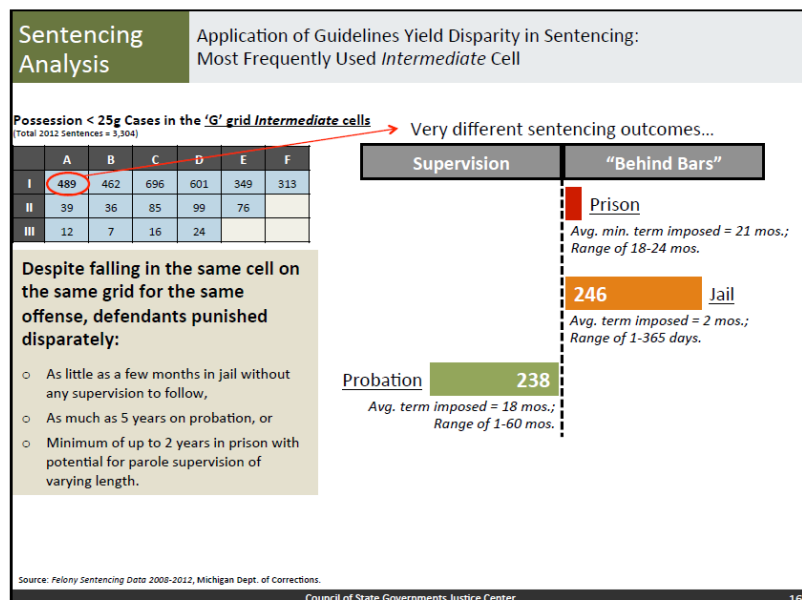 Sentencing
Analysis
Application of Guidelines Yield Disparity in Sentencing:
Most Frequently Used Intermediate Cell
Possession < 25g Cases in the ‘G’ grid Intermediate cells
(Total 2012 Sentences = 3,304)
A B C D E F
I 489 462 696 601 349 313
II 39 36 85 99 76
III 12 7 16 24
Very different sentencing outcomes…
Supervision “Behind Bars”
Prison
Avg. min. term imposed = 21 mos.;
Range of 18-24 mos.
246 Jail
Avg. term imposed = 2 mos.;
Range of 1-365 days.
Probation 238
Avg. term imposed = 18 mos.;
Range of 1-60 mos.
Despite falling in the same cell on
the same grid for the same
offense, defendants punished
disparately:
o As little as a few months in jail without
any supervision to follow,
o As much as 5 years on probation, or
o Minimum of up to 2 years in prison with
potential for parole supervision of
varying length.
Source: Felony Sentencing Data 2008-2012, Michigan Dept. of Corrections.
Council of State Governments Justice Center 16